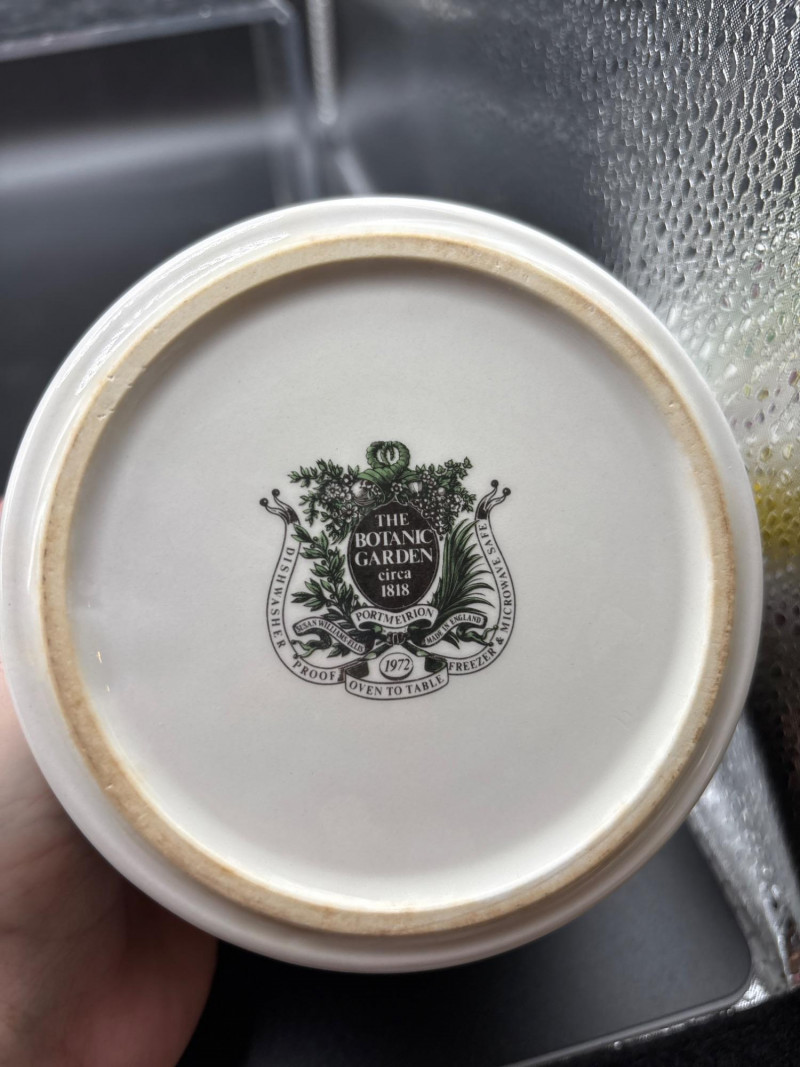 THE
BOTANIC
GARDEN
circa
1818
PORTMEIRION
SUSAN WILLIAMS-ELLIS
MADE IN ENGLAND
1972
DISHWASHER PROOF
OVEN TO TABLE
FREEZER & MICROWAVE SAFE